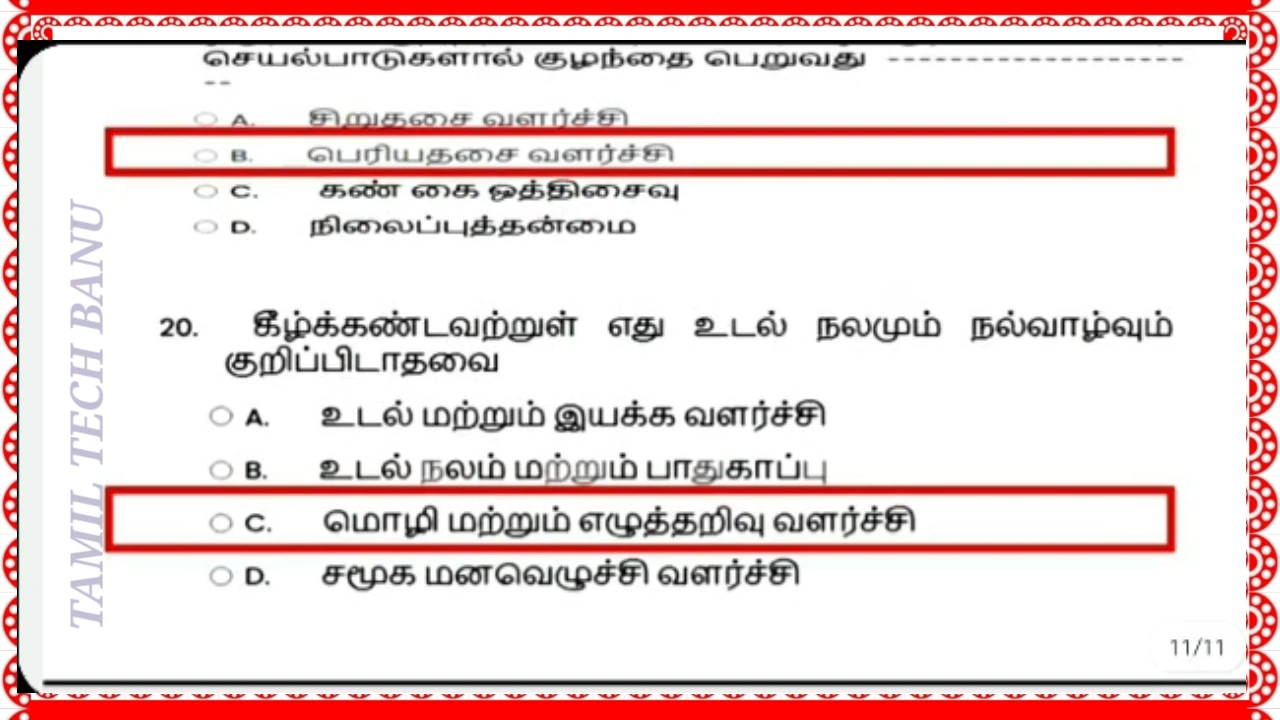 செயல்பாடுகளால் குழந்தை பெறுவது -------------------
--
A. சிறுதசை வளர்ச்சி
B. பெரியதசை வளர்ச்சி
C. கண் கை ஒத்திசைவு
D. நிலைப்புத்தன்மை
20. கீழ்க்கண்டவற்றுள் எது உடல் நலமும் நல்வாழ்வும்
குறிப்பிடாதவை
A. உடல் மற்றும் இயக்க வளர்ச்சி
B. உடல் நலம் மற்றும் பாதுகாப்பு
C. மொழி மற்றும் எழுத்தறிவு வளர்ச்சி
D. சமூக மனவெழுச்சி வளர்ச்சி
11/11
TAMIL TECH BANU